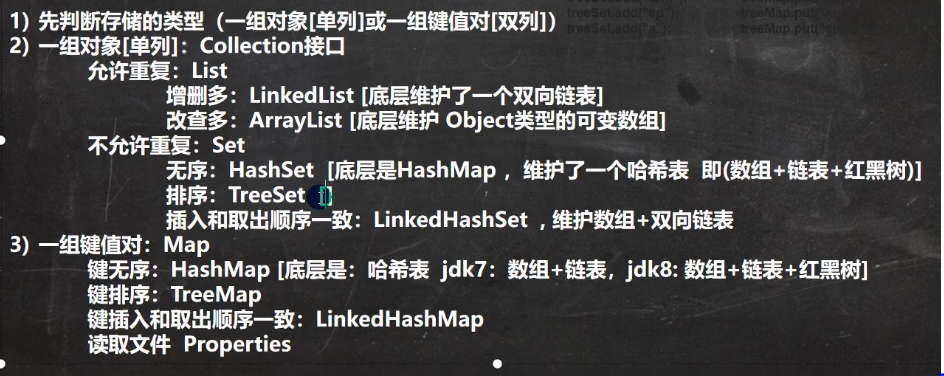 treeSet.add("sp");
treeSet.add("a");
treeMap.put(
1) 先判断存储的类型（一组对象[单列]或一组键值对[双列]）
2) 一组对象[单列]：Collection接口
允许重复：List
增删多：LinkedList [底层维护了一个双向链表]
改查多：ArrayList [底层维护 Object类型的可变数组]
不允许重复：Set
无序：HashSet [底层是HashMap ，维护了一个哈希表 即(数组+链表+红黑树)]
排序：TreeSet []
插入和取出顺序一致：LinkedHashSet , 维护数组+双向链表
3) 一组键值对：Map
键无序：HashMap [底层是：哈希表 jdk7：数组+链表，jdk8: 数组+链表+红黑树]
键排序：TreeMap
键插入和取出顺序一致：LinkedHashMap
读取文件 Properties